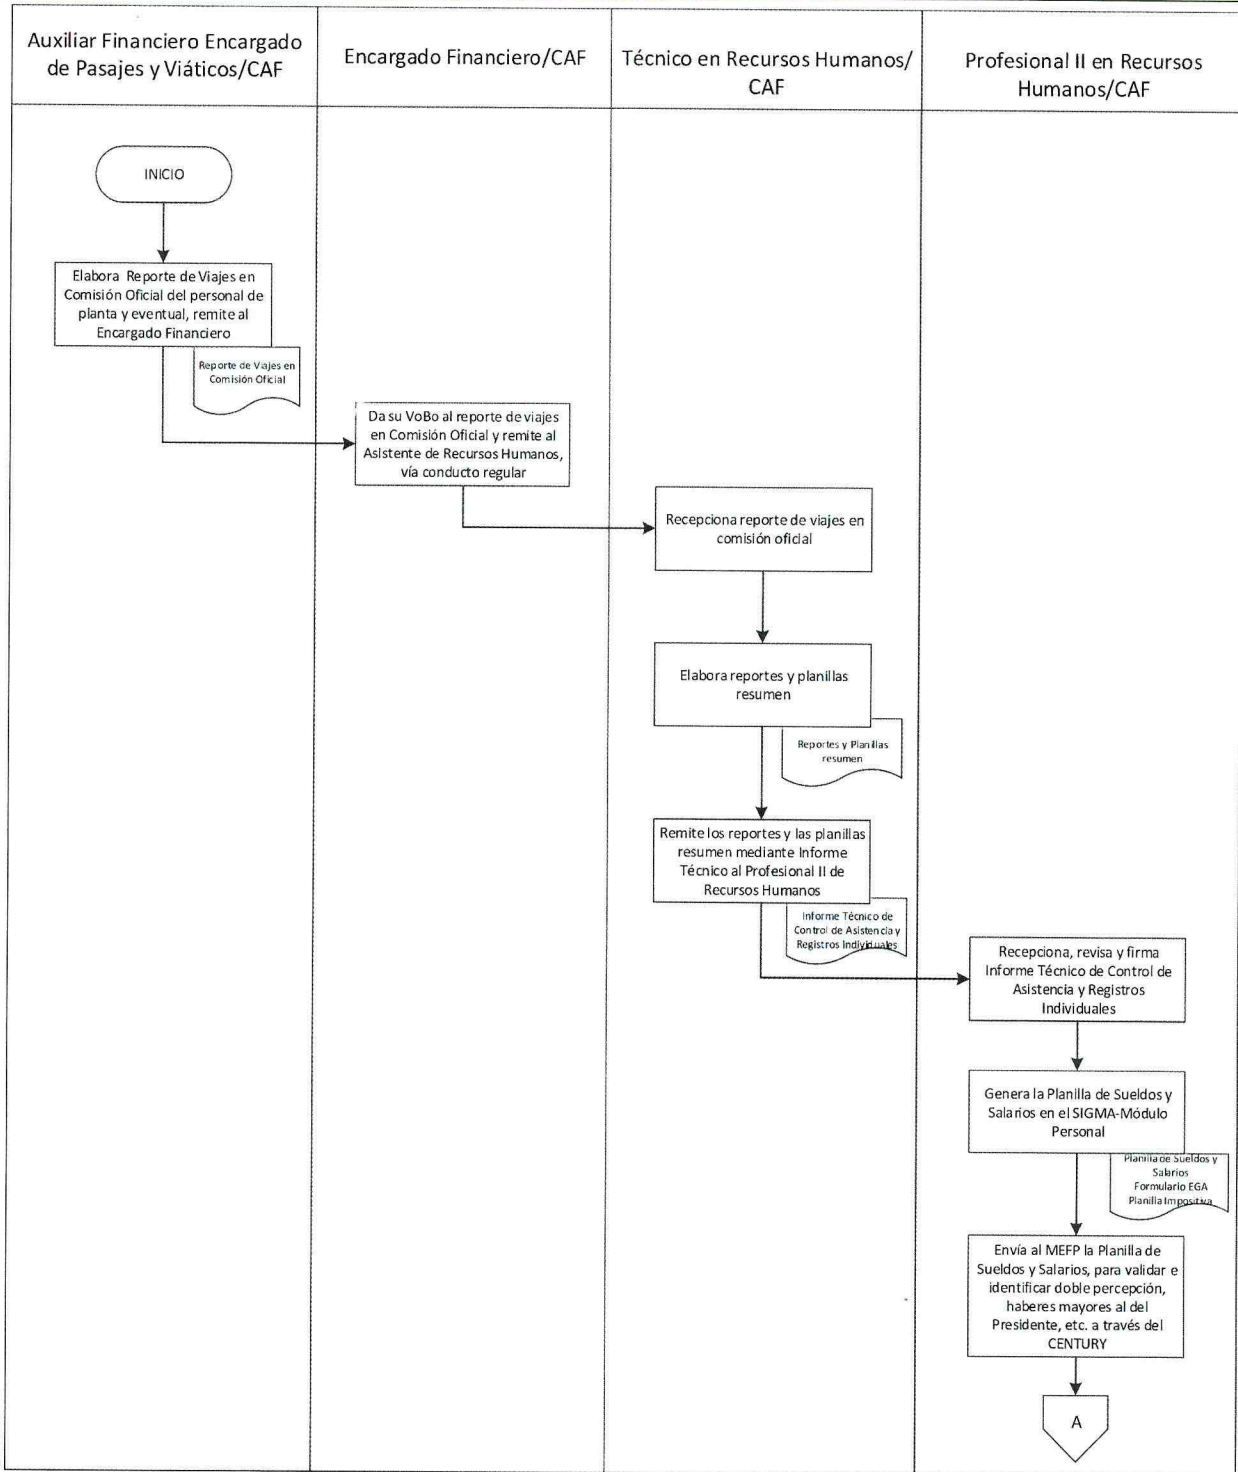 Auxiliar Financiero Encargado
de Pasajes y Viáticos/CAF
Encargado Financiero/CAF
Técnico en Recursos Humanos/
CAF
Profesional II en Recursos
Humanos/CAF
INICIO
Elabora Reporte de Viajes en
Comisión Oficial del personal de
planta y eventual, remite al
Encargado Financiero
Reporte de Viajes en
Comisión Oficial
Da su VoBo al reporte de viajes
en Comisión Oficial y remite al
Asistente de Recursos Humanos,
vía conducto regular
Recepciona reporte de viajes en
comisión oficial
Elabora reportes y planillas
resumen
Reportes y Planillas
resumen
Remite los reportes y las planillas
resumen mediante Informe
Técnico al Profesional II de
Recursos Humanos
Informe Técnico de
Control de Asistencia y
Registros Individuales
Recepciona, revisa y firma
Informe Técnico de Control de
Asistencia y Registros
Individuales
Genera la Planilla de Sueldos y
Salarios en el SIGMA-Módulo
Personal
Planilla de Sueldos y
Salarios
Formulario EGA
Planilla Impositiva
Envía al MEFP la Planilla de
Sueldos y Salarios, para validar e
identificar doble percepción,
haberes mayores al del
Presidente, etc. a través del
CENTURY
A